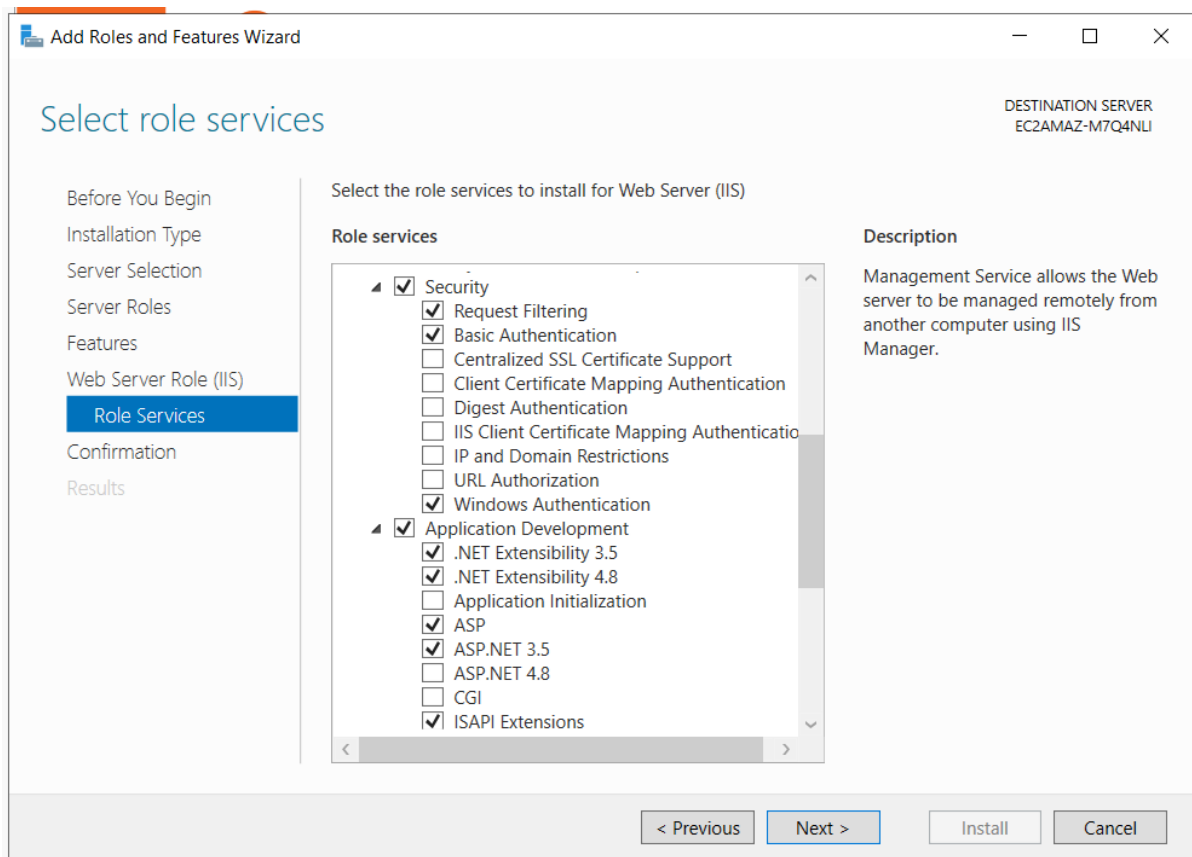 Add Roles and Features Wizard
Select role services
DESTINATION SERVER
EC2AMAZ-M7Q4NLI
Before You Begin
Installation Type
Server Selection
Server Roles
Features
Web Server Role (IIS)
Role Services
Confirmation
Results
Select the role services to install for Web Server (IIS)
Role services
Security
Request Filtering
Basic Authentication
Centralized SSL Certificate Support
Client Certificate Mapping Authentication
Digest Authentication
IIS Client Certificate Mapping Authenticatio
IP and Domain Restrictions
URL Authorization
Windows Authentication
Application Development
.NET Extensibility 3.5
.NET Extensibility 4.8
Application Initialization
ASP
ASP.NET 3.5
ASP.NET 4.8
CGI
ISAPI Extensions
Description
Management Service allows the Web
server to be managed remotely from
another computer using IIS
Manager.
< Previous
Next >
Install
Cancel